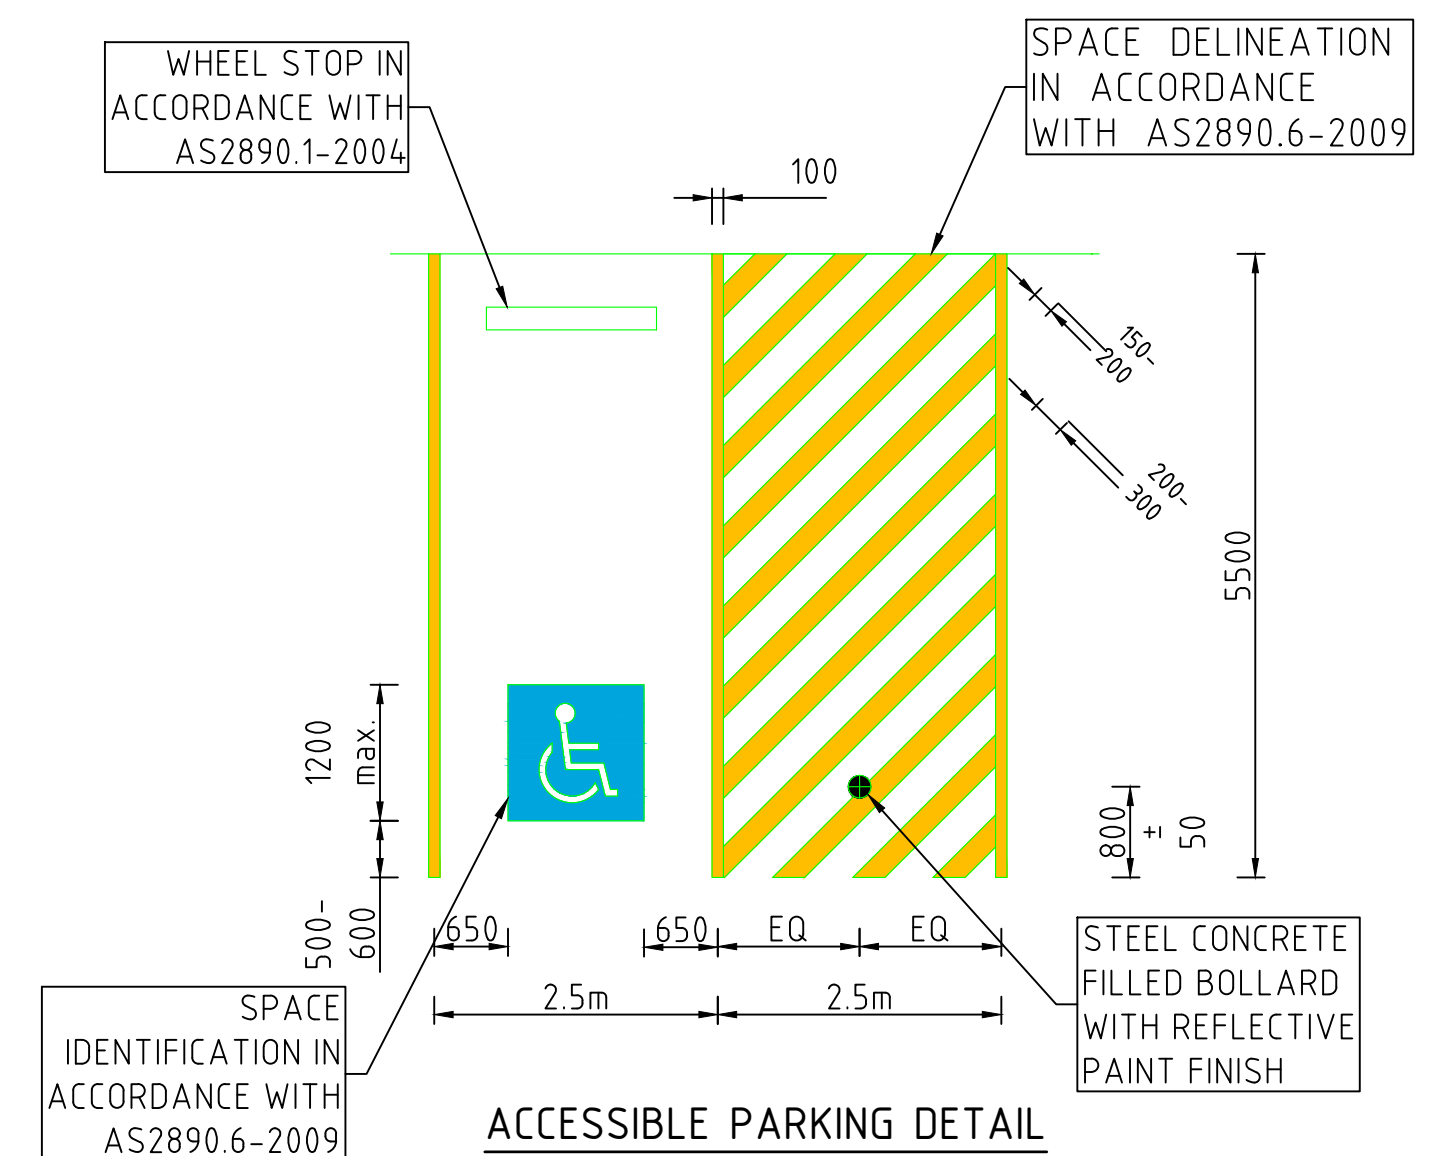 WHEEL STOP IN
ACCORDANCE WITH
AS2890.1-2004
SPACE DELINEATION
IN ACCORDANCE
WITH AS2890.6-2009
100
150-
200
200-
300
5500
1200
max.
500-
600
800
±
50
650
650
EQ
EQ
2.5m
2.5m
SPACE
IDENTIFICATION IN
ACCORDANCE WITH
AS2890.6-2009
STEEL CONCRETE
FILLED BOLLARD
WITH REFLECTIVE
PAINT FINISH
ACCESSIBLE PARKING DETAIL